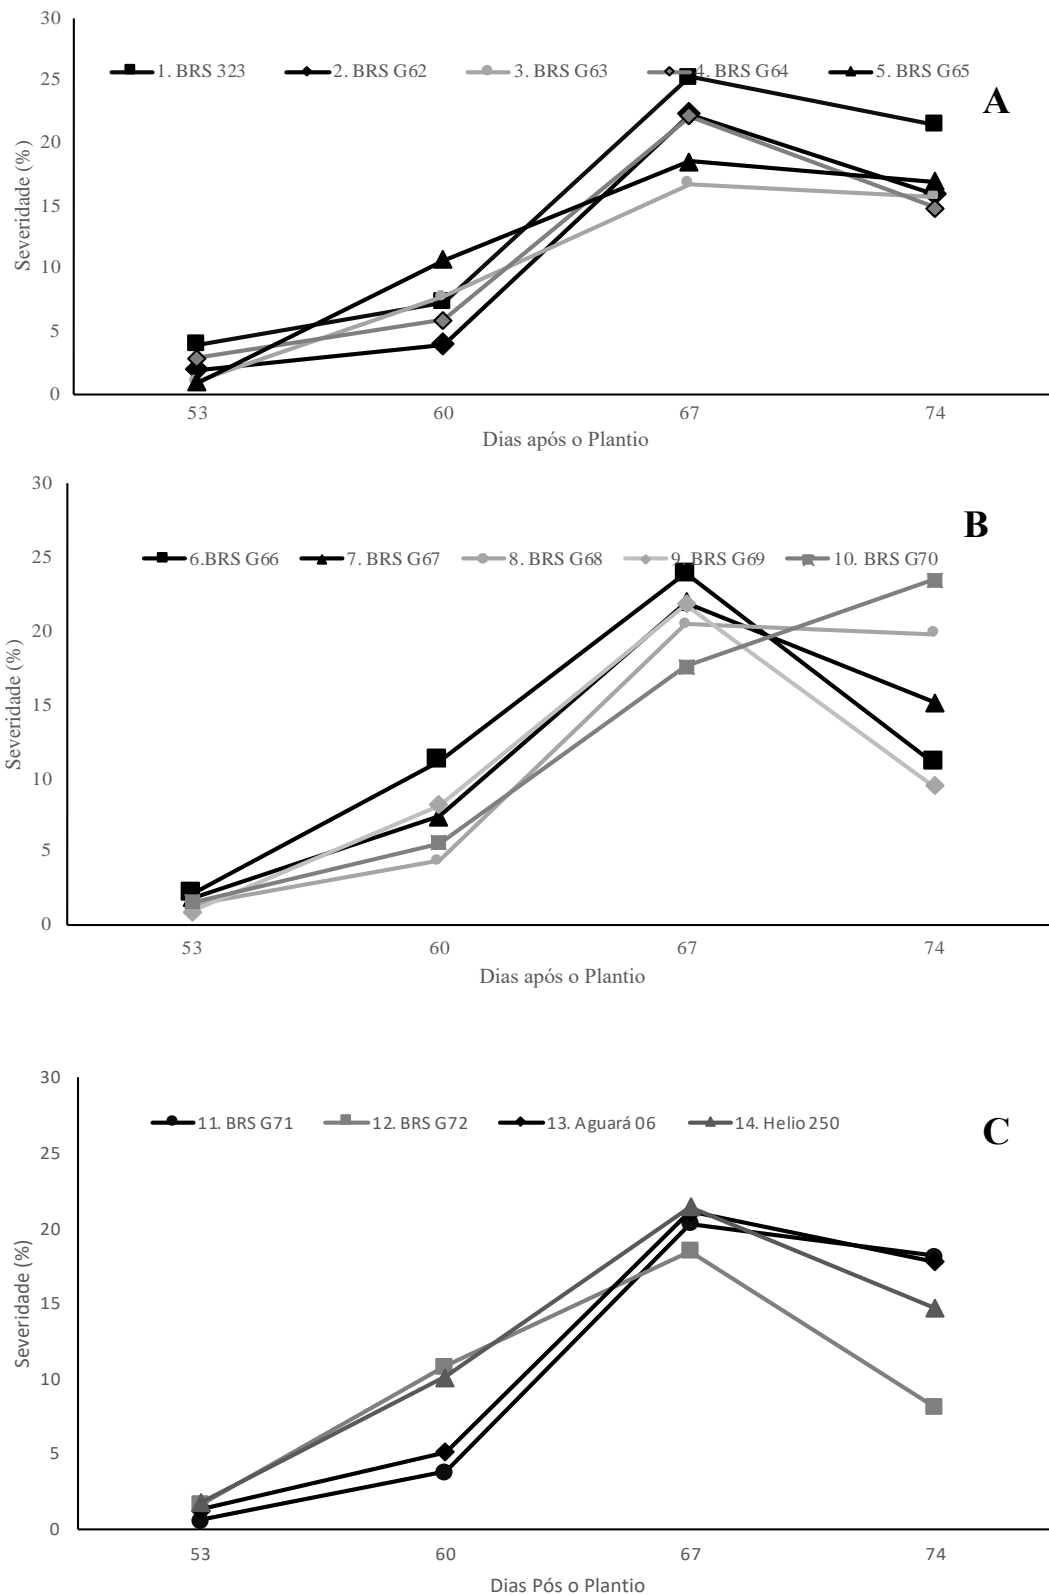 30
1. BRS 323 2. BRS G62 3. BRS G63 4. BRS G64 5. BRS G65
25
A
20
Severidade (%)
15
10
5
0
53 60 67 74
Dias após o Plantio
30
B
6.BRS G66 7. BRS G67 8. BRS G68 9. BRS G69 10. BRS G70
25
20
Severidade (%)
15
10
5
0
53 60 67 74
Dias após o Plantio
30
11. BRS G71 12. BRS G72 13. Aguará 06 14. Helio 250
C
25
20
Severidade (%)
15
10
5
0
53 60 67 74
Dias Pós o Plantio